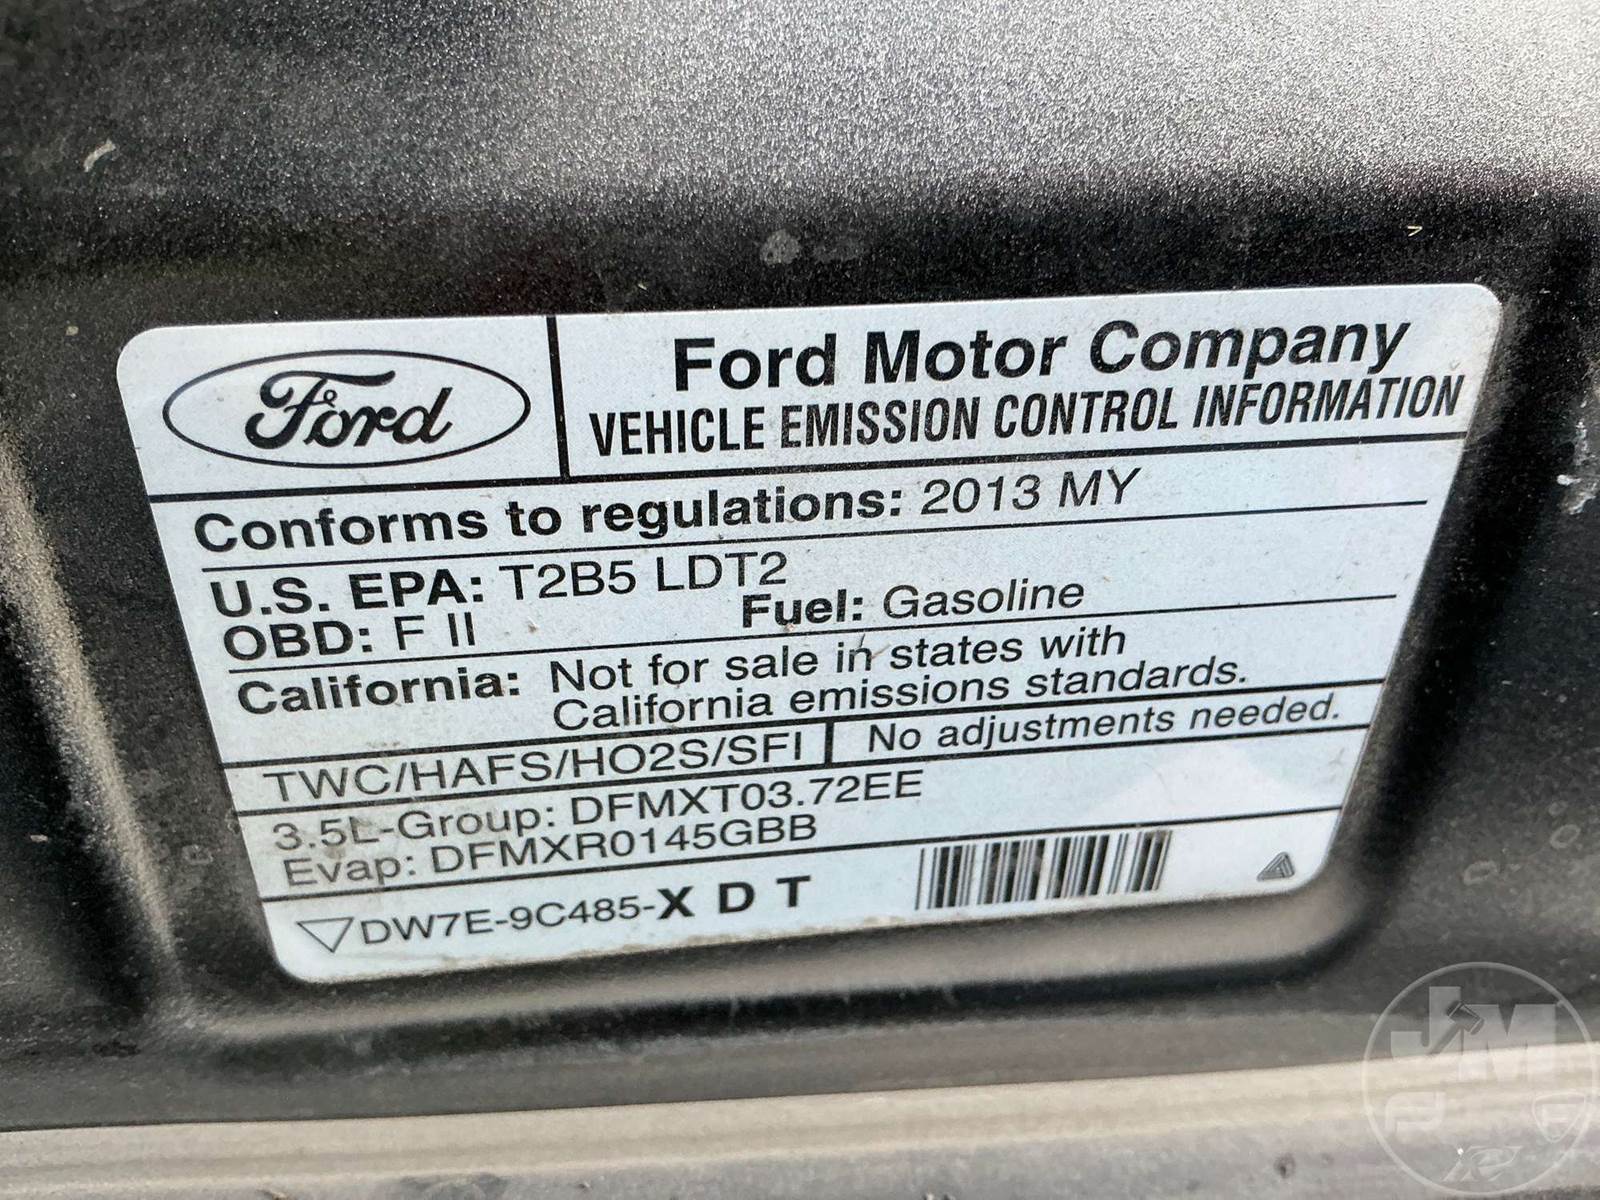 Ford
Ford Motor Company
VEHICLE EMISSION CONTROL INFORMATION
Conforms to regulations: 2013 MY
U.S. EPA: T2B5 LDT2
OBD: F II Fuel: Gasoline
California: Not for sale in states with
California emissions standards.
TWC/HAFS/HO2S/SFI No adjustments needed.
3.5L-Group: DFMXT03.72EE
Evap: DFMXR0145GBB
DW7E-9C485-X D T
JM